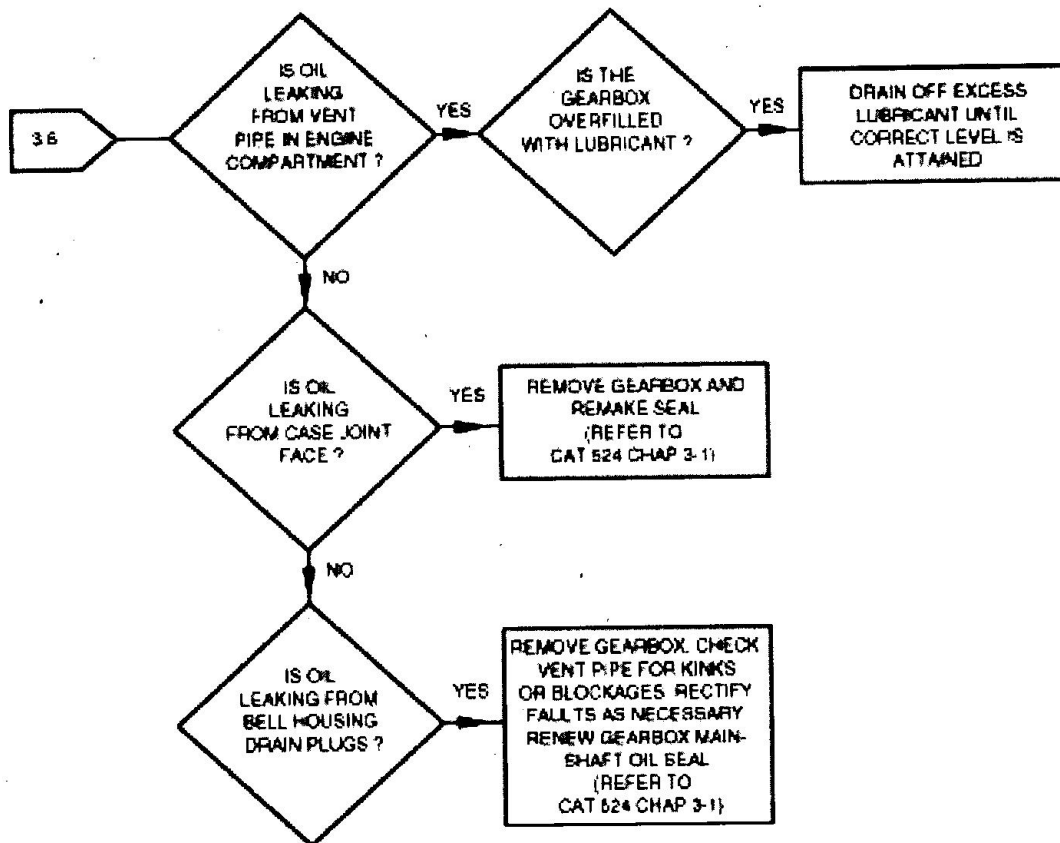 3.6
IS OIL
LEAKING
FROM VENT
PIPE IN ENGINE
COMPARTMENT ?
YES
IS THE
GEARBOX
OVERFILLED
WITH LUBRICANT ?
YES
DRAIN OFF EXCESS
LUBRICANT UNTIL
CORRECT LEVEL IS
ATTAINED
NO
IS OIL
LEAKING
FROM CASE JOINT
FACE ?
YES
REMOVE GEARBOX AND
REMAKE SEAL
(REFER TO
CAT 524 CHAP 3-1)
NO
IS OIL
LEAKING FROM
BELL HOUSING
DRAIN PLUGS ?
YES
REMOVE GEARBOX. CHECK
VENT PIPE FOR KINKS
OR BLOCKAGES. RECTIFY
FAULTS AS NECESSARY
RENEW GEARBOX MAIN-
SHAFT OIL SEAL
(REFER TO
CAT 524 CHAP 3-1)